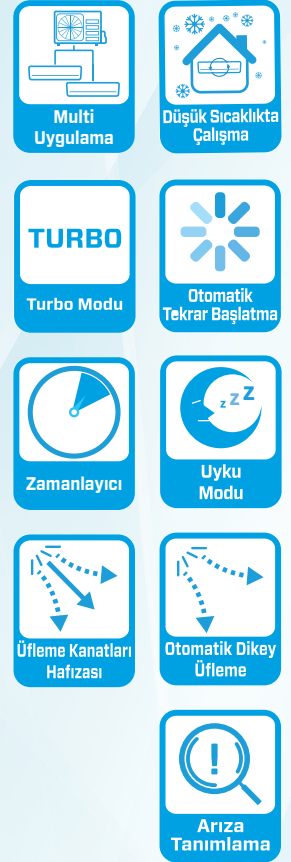 Multi
Uygulama
Düşük Sıcaklıkta
Çalışma
TURBO
Turbo Modu
Otomatik
Tekrar Başlatma
Zamanlayıcı
z z Z
Uyku
Modu
Üfleme Kanatları
Hafızası
Otomatik Dikey
Üfleme
!
Arıza
Tanımlama